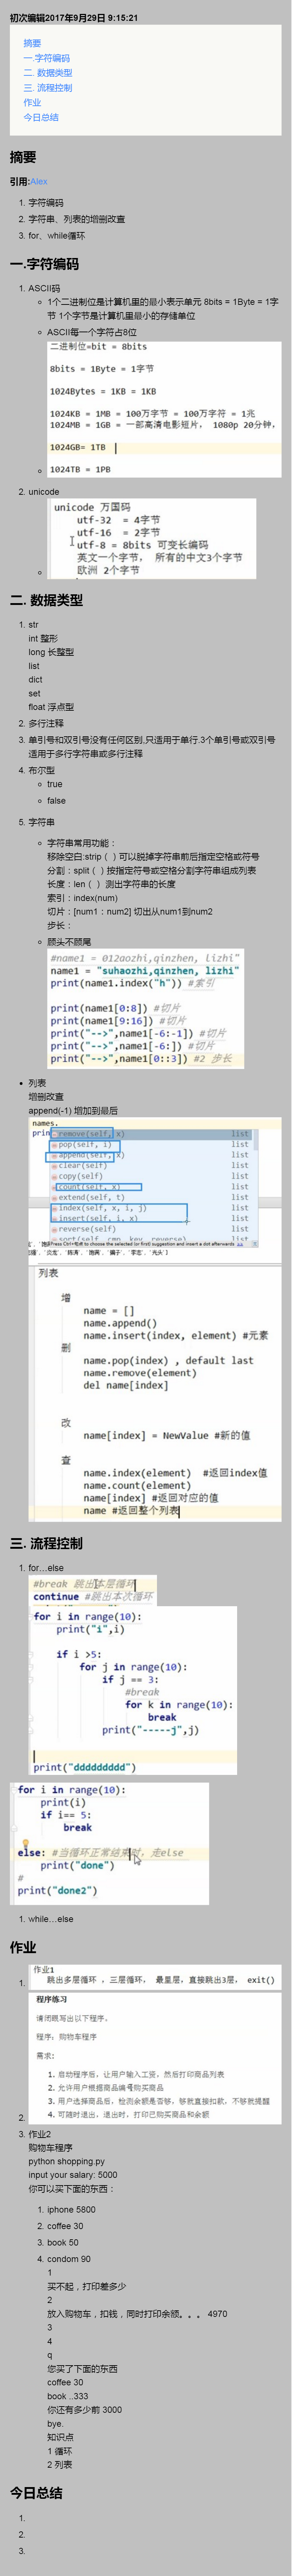 初次编辑2017年9月29日 9:15:21
摘要
一.字符编码
二. 数据类型
三. 流程控制
作业
今日总结
摘要
引用:Alex
1. 字符编码
2. 字符串、列表的增删改查
3. for、while循环
一.字符编码
1. ASCII码
1个二进制位是计算机里的最小表示单元 8bits = 1Byte = 1字
节 1个字节是计算机里最小的存储单位
ASCII每一个字符占8位
二进制位=bit = 8bits
8bits = 1Byte = 1字节
1024Bytes = 1KB = 1KB
1024KB = 1MB = 100万字节 = 100万字符 = 1兆
1024MB = 1GB = 一部高清电影短片， 1080p 20分钟，
1024GB= 1TB
1024TB = 1PB
2. unicode
unicode 万国码
utf-32 = 4字节
utf-16 = 2字节
utf-8 = 8bits 可变长编码
英文一个字节， 所有的中文3个字节
欧洲 2个字节
二. 数据类型
1. str
int 整形
long 长整型
list
dict
set
float 浮点型
2. 多行注释
3. 单引号和双引号没有任何区别,只适用于单行.3个单引号或双引号
适用于多行字符串或多行注释
4. 布尔型
true
false
5. 字符串
字符串常用功能：
移除空白:strip ( ) 可以脱掉字符串前后指定空格或符号
分割：split ( ) 按指定符号或空格分割字符串组成列表
长度：len ( ) 测出字符串的长度
索引：index(num)
切片：[num1：num2] 切出从num1到num2
步长：
顾头不顾尾
#name1 = 012aozhi,qinzhen, lizhi"
name1 = "suhaozhi,qinzhen, lizhi"
print(name1.index("h")) #索引
print(name1[0:8]) #切片
print(name1[9:16]) #切片
print("-->",name1[-6:-1]) #切片
print("-->",name1[-6:]) #切片
print("-->",name1[0::3]) #2 步长
列表
增删改查
append(-1) 增加到最后
names.
prin
remove(self, x) list
pop(self, i) list
append(self, x) list
clear(self) list
copy(self) list
count(self, x) list
extend(self, t) list
index(self, x, i, j) list
insert(self, i, x) list
reverse(self) list
sort(self, cmp, key, reverse) list
列表
增
name = []
name.append()
name.insert(index, element) #元素
删
name.pop(index) , default last
name.remove(element)
del name[index]
改
name[index] = NewValue #新的值
查
name.index(element) #返回index值
name.count(element)
name[index] #返回对应的值
name #返回整个列表
三. 流程控制
1. for…else
#break 跳出本层循环
continue #跳出本次循环
for i in range(10):
print("i",i)
if i >5:
for j in range(10):
if j == 3:
#break
for k in range(10):
break
print("-----j",j)
print("ddddddddd")
for i in range(10):
print(i)
if i== 5:
break
else: #当循环正常结束时，走else
print("done")
#
print("done2")
1. while…else
作业
1. 作业1
跳出多层循环 ，三层循环， 最里层，直接跳出3层， exit()
2. 程序练习
请闭眼写出以下程序。
程序：购物车程序
需求:
1. 启动程序后，让用户输入工资，然后打印商品列表
2. 允许用户根据商品编号购买商品
3. 用户选择商品后，检测余额是否够，够就直接扣款，不够就提醒
4. 可随时退出，退出时，打印已购买商品和余额
3. 作业2
购物车程序
python shopping.py
input your salary: 5000
你可以买下面的东西：
1. iphone 5800
2. coffee 30
3. book 50
4. condom 90
1
买不起，打印差多少
2
放入购物车，扣钱，同时打印余额。。。 4970
3
4
q
您买了下面的东西
coffee 30
book ..333
你还有多少前 3000
bye.
知识点
1 循环
2 列表
今日总结
1.
2.
3.